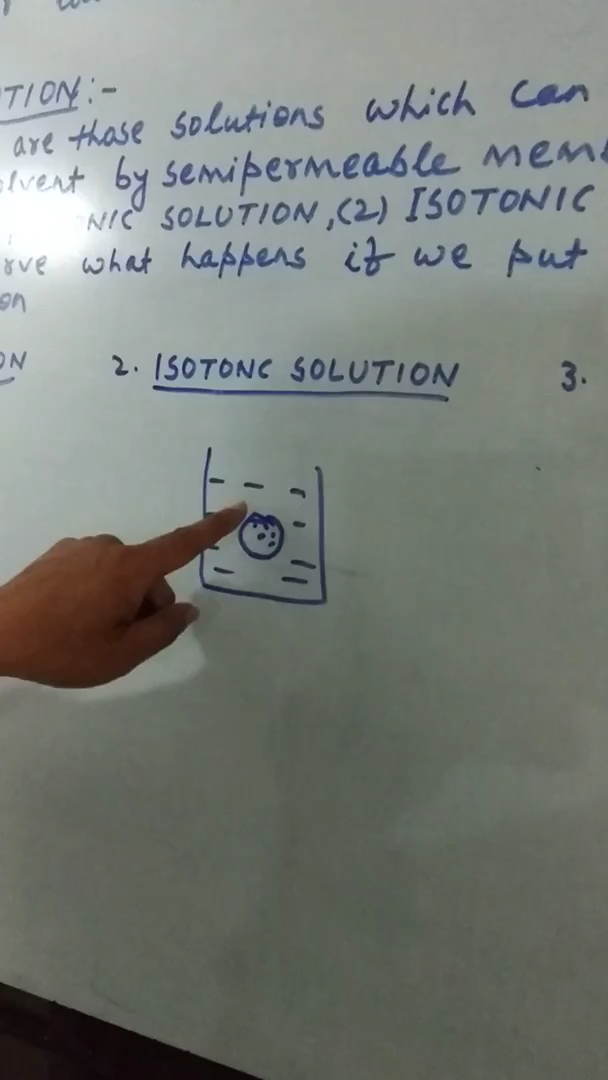 TION:-
are those solutions which can
lvent by semipermeable mem
NIC SOLUTION, (2) ISOTONIC
rve what happens if we put
on
ON 2. ISOTONC SOLUTION 3.